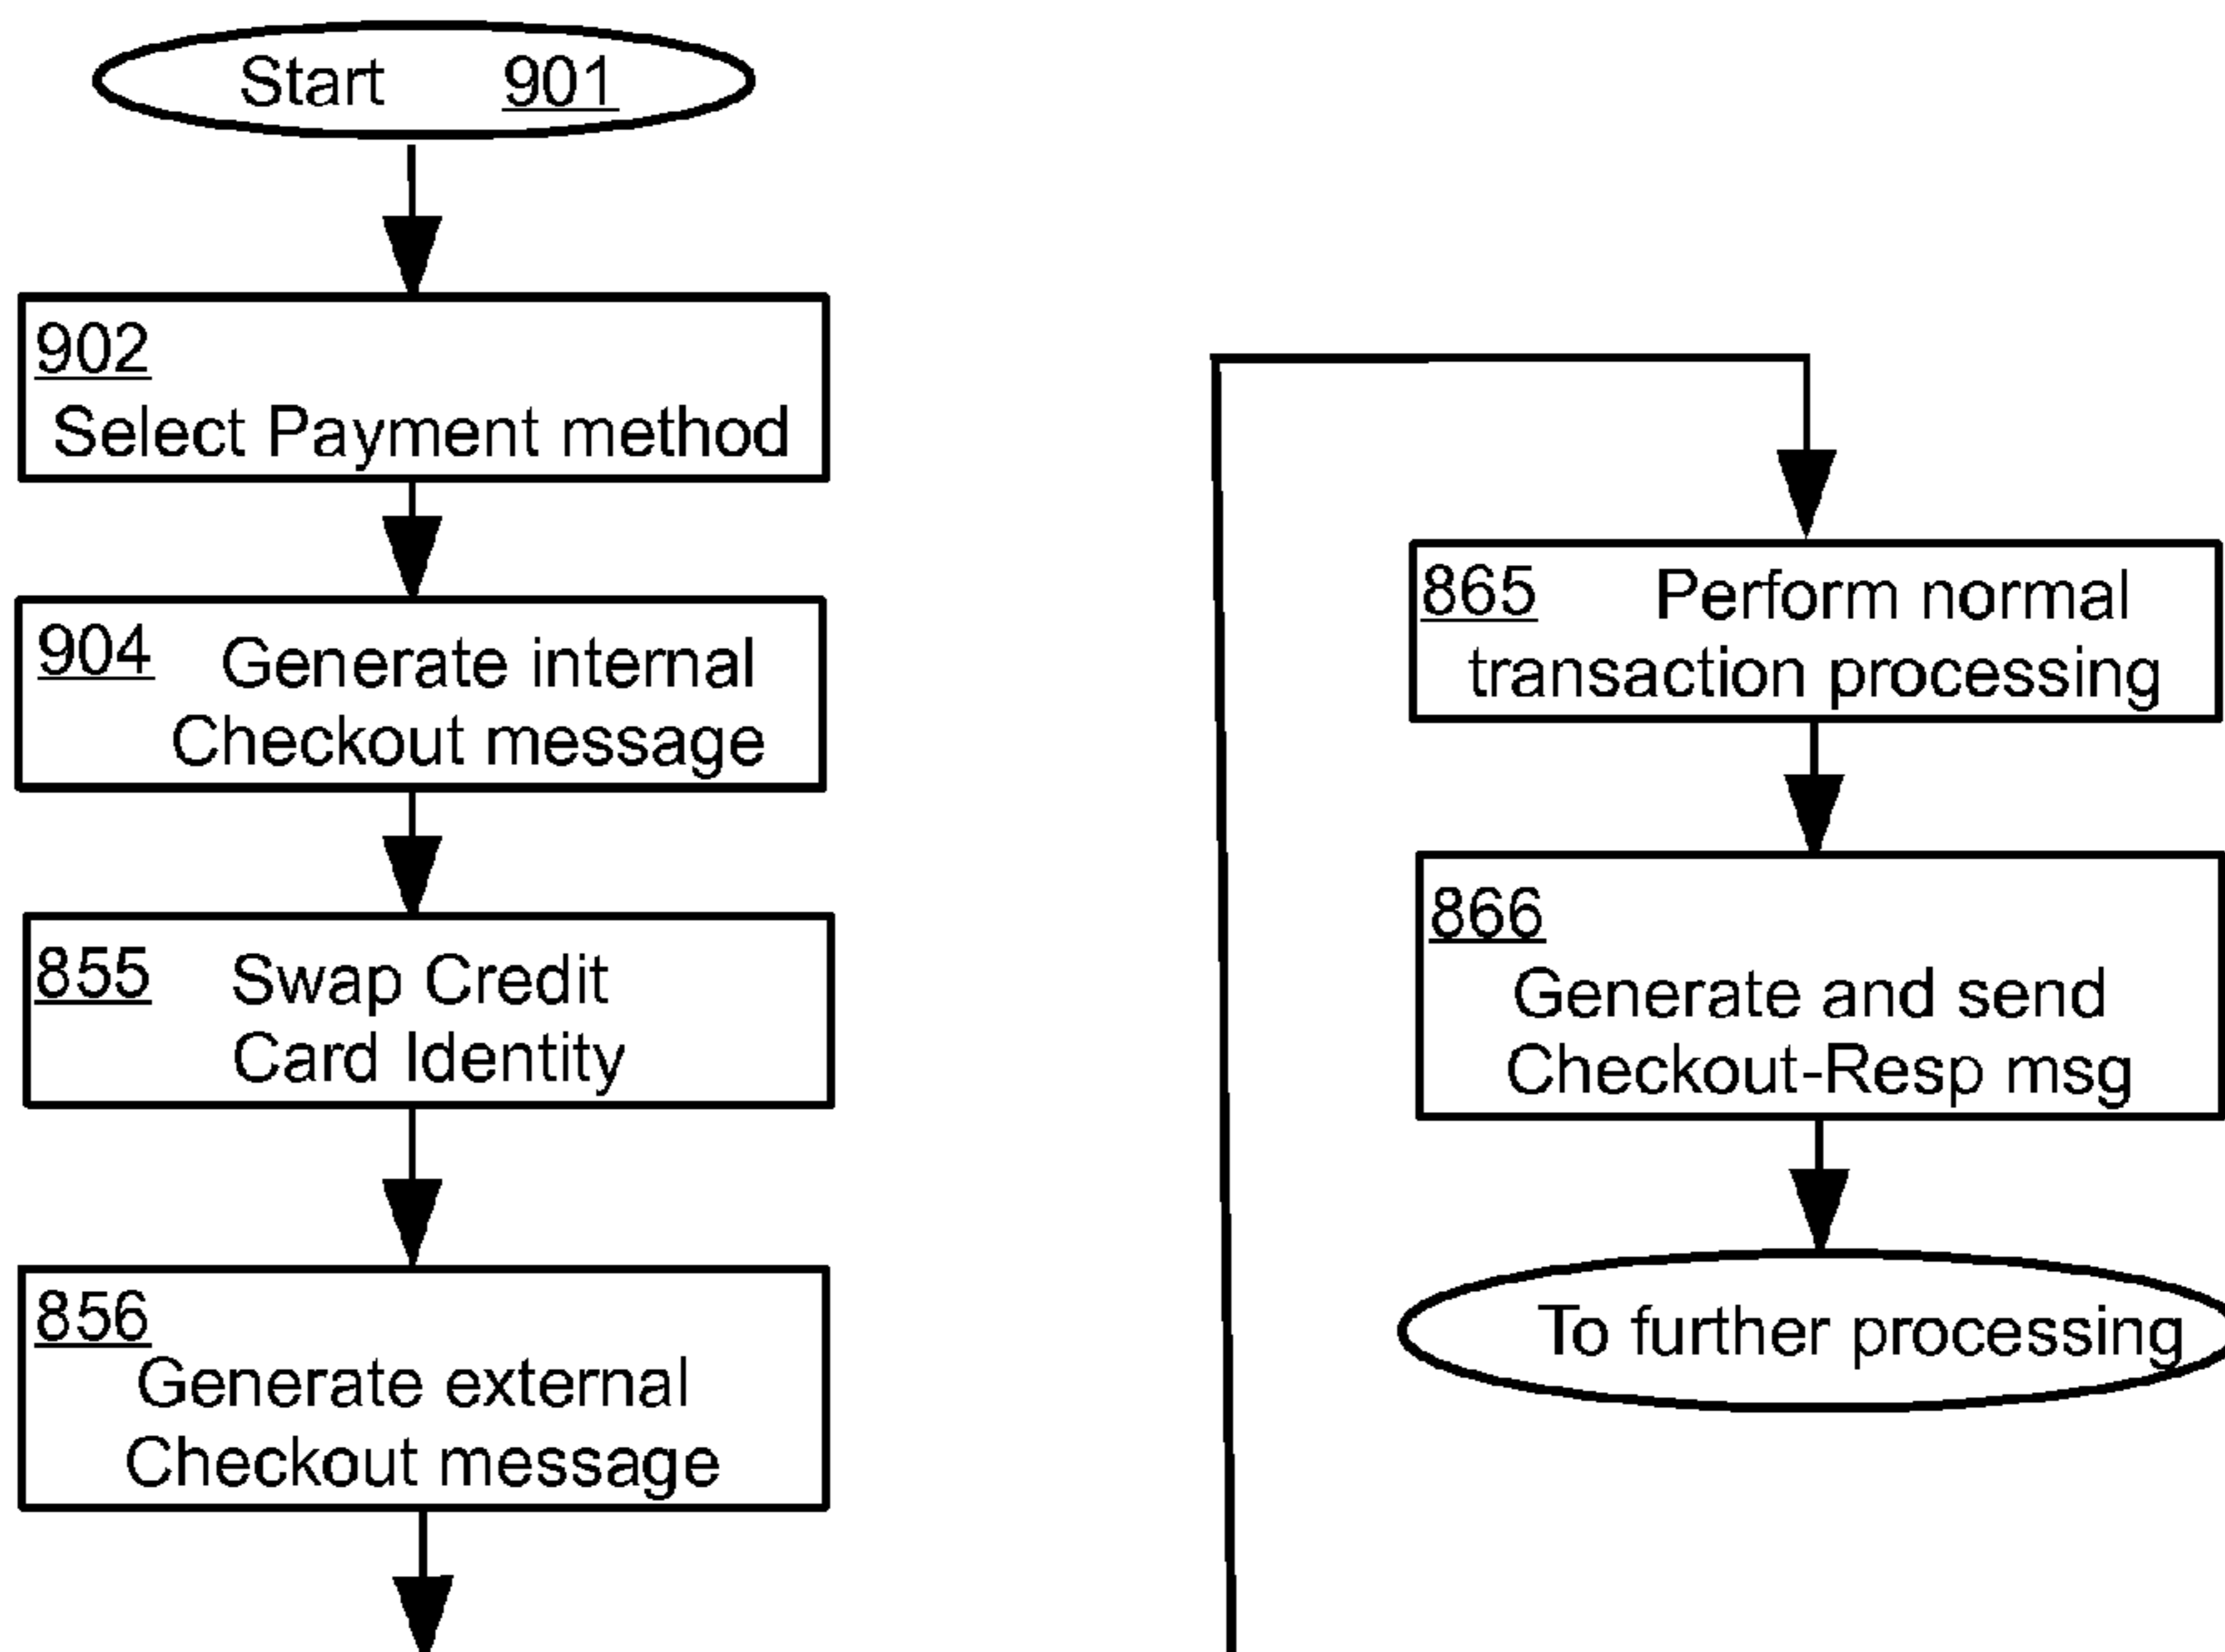 Start 901
902
Select Payment method
904 Generate internal
Checkout message
855 Swap Credit
Card Identity
856
Generate external
Checkout message
865 Perform normal
transaction processing
866
Generate and send
Checkout-Resp msg
To further processing